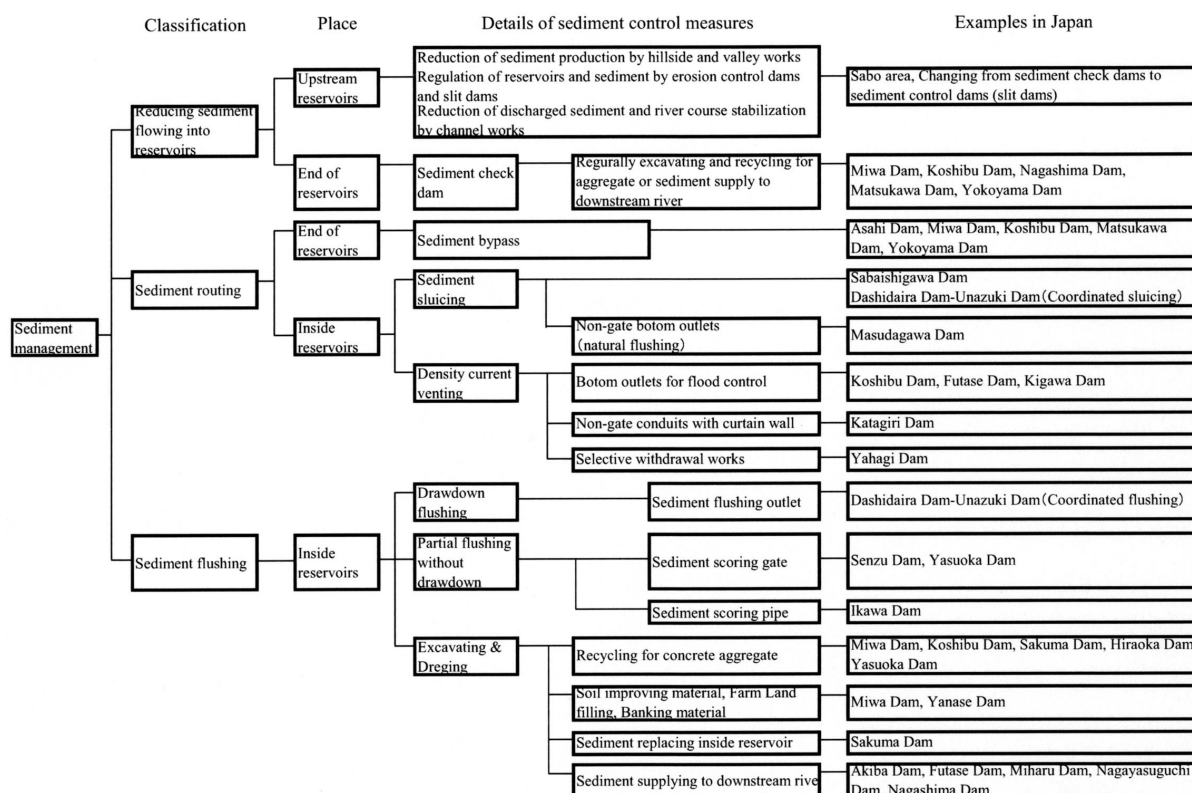 Classification
Place
Details of sediment control measures
Examples in Japan
Sediment
management
Reducing sediment
flowing into
reservoirs
Upstream
reservoirs
Reduction of sediment production by hillside and valley works
Regulation of reservoirs and sediment by erosion control dams
and slit dams
Reduction of discharged sediment and river course stabilization
by channel works
Sabo area, Changing from sediment check dams to
sediment control dams (slit dams)
End of
reservoirs
Sediment check
dam
Regurally excavating and recycling for
aggregate or sediment supply to
downstream river
Miwa Dam, Koshibu Dam, Nagashima Dam,
Matsukawa Dam, Yokoyama Dam
Sediment routing
End of
reservoirs
Sediment bypass
Asahi Dam, Miwa Dam, Koshibu Dam, Matsukawa
Dam, Yokoyama Dam
Inside
reservoirs
Sediment
sluicing
Sabaishigawa Dam
Dashidaira Dam-Unazuki Dam(Coordinated sluicing)
Non-gate botom outlets
(natural flushing)
Masudagawa Dam
Density current
venting
Botom outlets for flood control
Koshibu Dam, Futase Dam, Kigawa Dam
Non-gate conduits with curtain wall
Katagiri Dam
Selective withdrawal works
Yahagi Dam
Sediment flushing
Inside
reservoirs
Drawdown
flushing
Sediment flushing outlet
Dashidaira Dam-Unazuki Dam(Coordinated flushing)
Partial flushing
without
drawdown
Sediment scoring gate
Senzu Dam, Yasuoka Dam
Sediment scoring pipe
Ikawa Dam
Excavating &
Dreging
Recycling for concrete aggregate
Miwa Dam, Koshibu Dam, Sakuma Dam, Hiraoka Dam
Yasuoka Dam
Soil improving material, Farm Land
filling, Banking material
Miwa Dam, Yanase Dam
Sediment replacing inside reservoir
Sakuma Dam
Sediment supplying to downstream rive
Akiba Dam, Futase Dam, Miharu Dam, Nagayasuguchi
Dam, Nagashima Dam